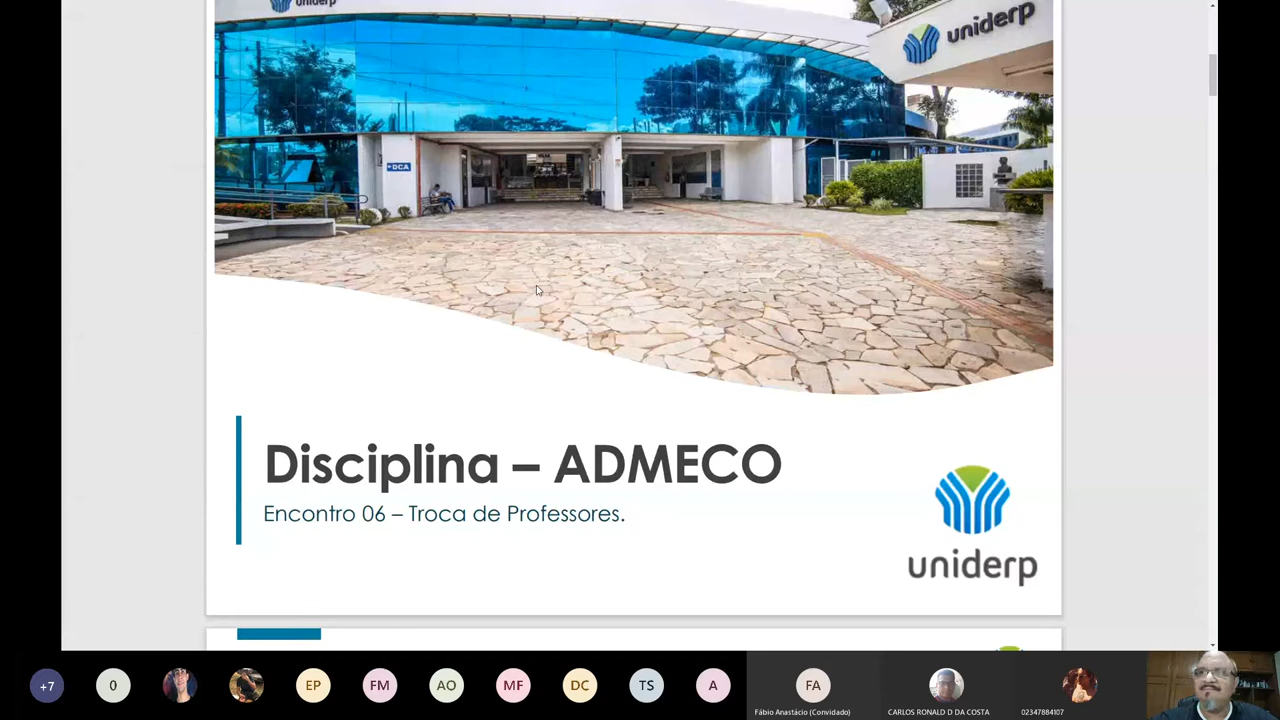 uniderp
uniderp
DCA
Disciplina – ADMECO
Encontro 06 – Troca de Professores.
uniderp
+7
0
EP
FM
AO
MF
DC
TS
A
FA
Fábio Anastácio (Convidado)
CARLOS RONALD D DA COSTA
02347884107